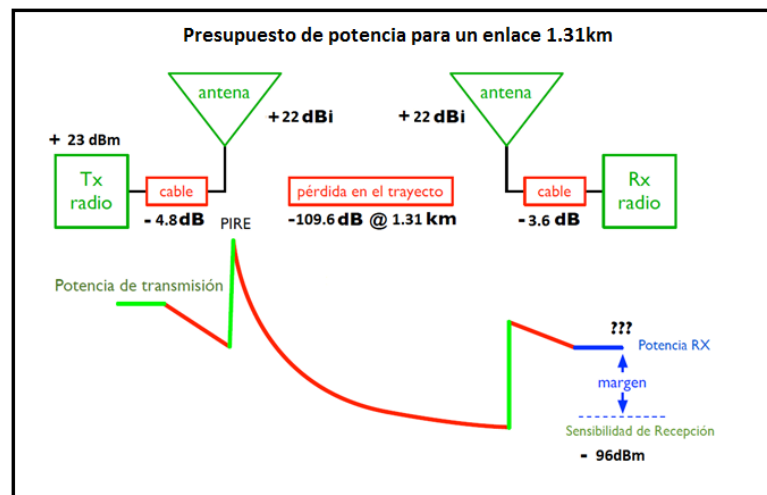 Presupuesto de potencia para un enlace 1.31km
antena
antena
+22 dBi
+22 dBi
+ 23 dBm
Tx
radio
cable
pérdida en el trayecto
cable
Rx
radio
- 4.8dB
-109.6 dB @ 1.31 km
-3.6 dB
PIRE
Potencia de transmisión
???
Potencia RX
margen
Sensibilidad de Recepción
- 96dBm